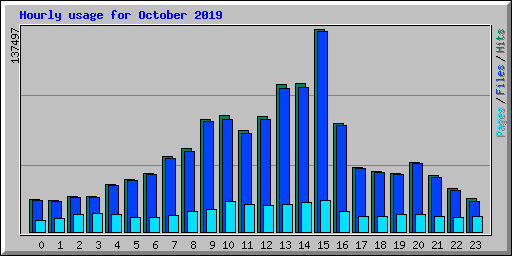 Hourly usage for October 2019
137497
Pages/Files/Hits
0 1 2 3 4 5 6 7 8 9 10 11 12 13 14 15 16 17 18 19 20 21 22 23